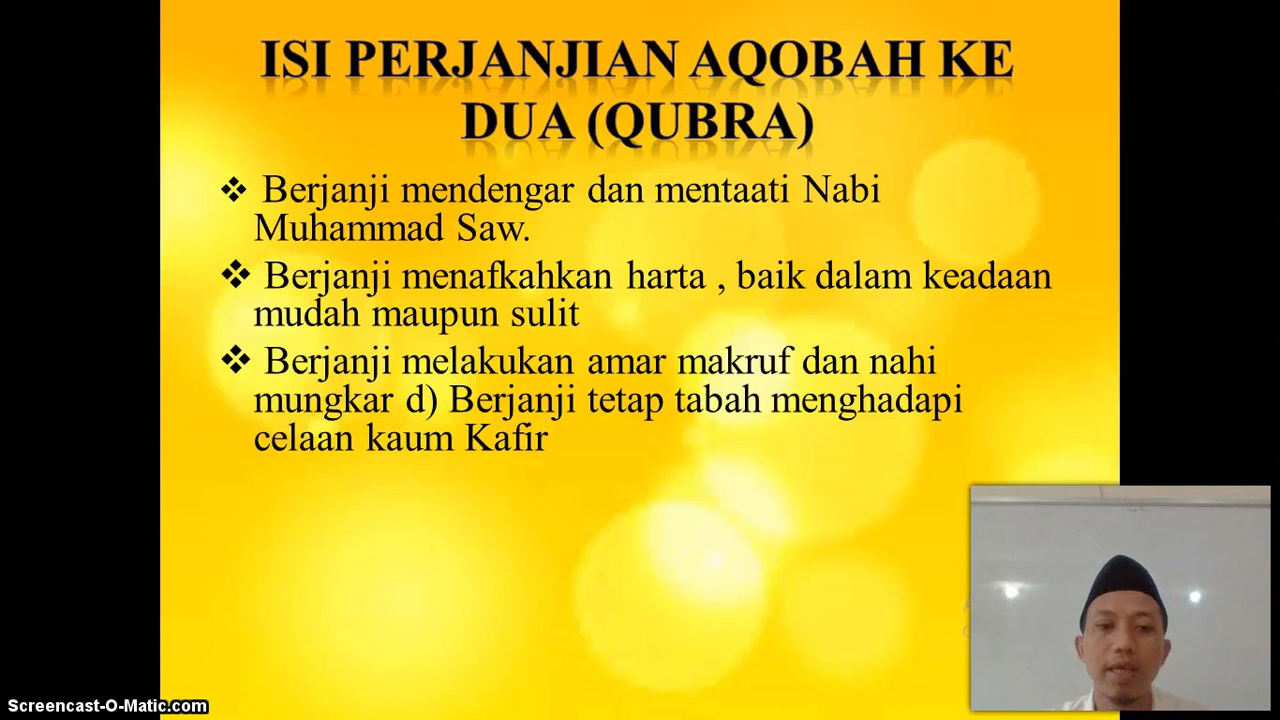 ISI PERJANJIAN AQOBAH KE
DUA (QUBRA)
❖ Berjanji mendengar dan mentaati Nabi
Muhammad Saw.
❖ Berjanji menafkahkan harta , baik dalam keadaan
mudah maupun sulit
❖ Berjanji melakukan amar makruf dan nahi
mungkar d) Berjanji tetap tabah menghadapi
celaan kaum Kafir
Screencast-O-Matic.com